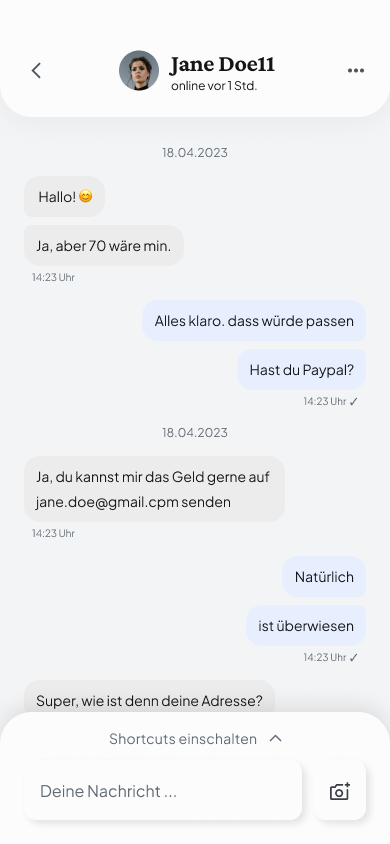 Jane Doe11
online vor 1 Std.
18.04.2023
Hallo! 😊
Ja, aber 70 wäre min.
14:23 Uhr
Alles klaro. dass würde passen
Hast du Paypal?
14:23 Uhr ✓
18.04.2023
Ja, du kannst mir das Geld gerne auf
jane.doe@gmail.cpm senden
14:23 Uhr
Natürlich
ist überwiesen
14:23 Uhr ✓
Super, wie ist denn deine Adresse?
Shortcuts einschalten
Deine Nachricht ...